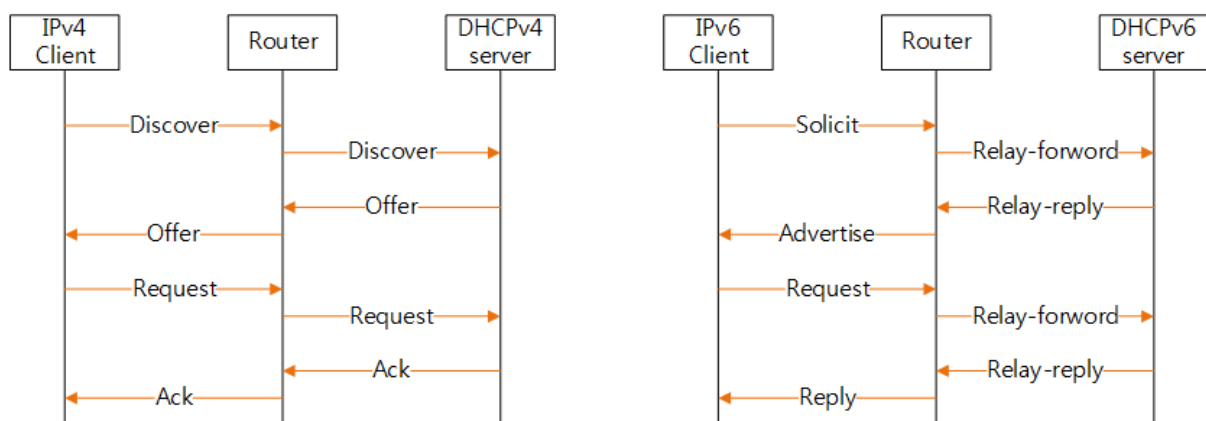 IPv4
Client
Router
DHCPv4
server
Discover
Discover
Offer
Offer
Request
Request
Ack
Ack
IPv6
Client
Router
DHCPv6
server
Solicit
Relay-forword
Relay-reply
Advertise
Request
Relay-forword
Relay-reply
Reply